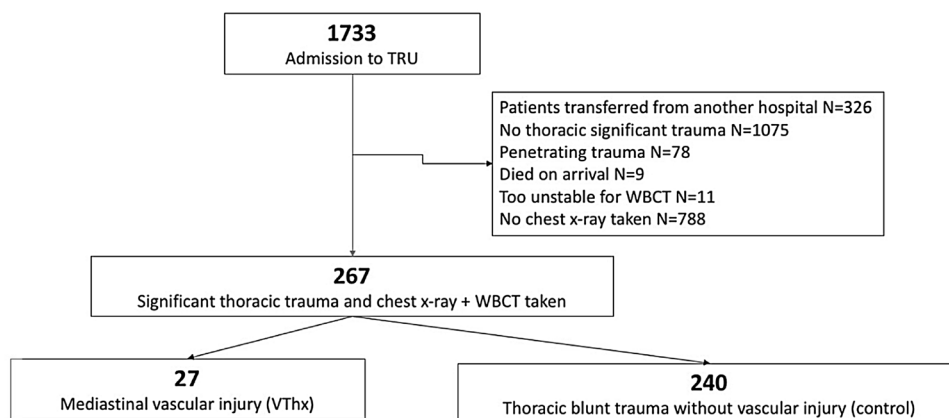 1733
Admission to TRU
Patients transferred from another hospital N=326
No thoracic significant trauma N=1075
Penetrating trauma N=78
Died on arrival N=9
Too unstable for WBCT N=11
No chest x-ray taken N=788
267
Significant thoracic trauma and chest x-ray + WBCT taken
27
Mediastinal vascular injury (VThx)
240
Thoracic blunt trauma without vascular injury (control)